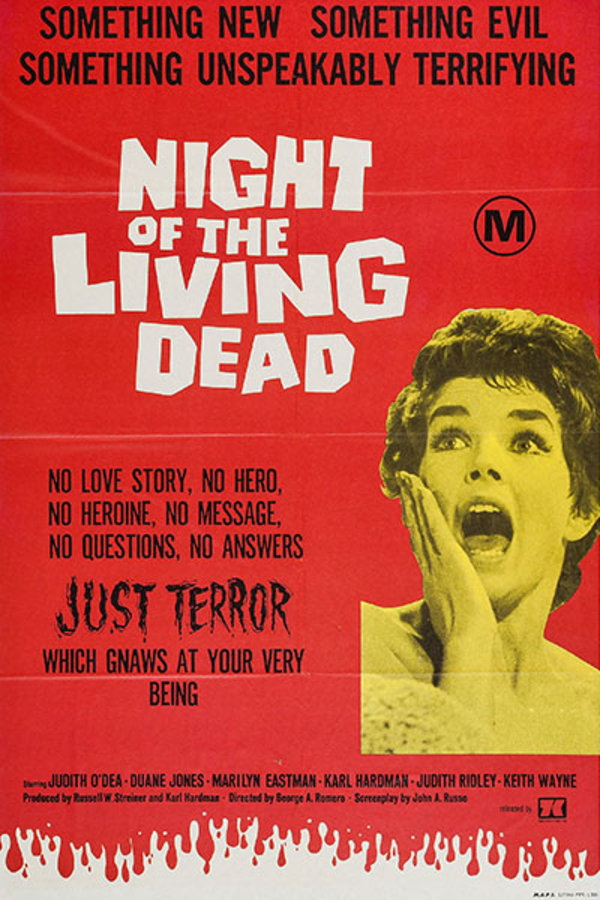 SOMETHING NEW SOMETHING EVIL
SOMETHING UNSPEAKABLY TERRIFYING
NIGHT
OF THE
LIVING
DEAD
M
NO LOVE STORY, NO HERO,
NO HEROINE, NO MESSAGE,
NO QUESTIONS, NO ANSWERS
JUST TERROR
WHICH GNAWS AT YOUR VERY
BEING
Starring JUDITH O'DEA · DUANE JONES · MARILYN EASTMAN · KARL HARDMAN · JUDITH RIDLEY · KEITH WAYNE
Produced by Russell W. Streiner and Karl Hardman · Directed by George A. Romero · Screenplay by John A. Russo
released by
M.A.P.S.